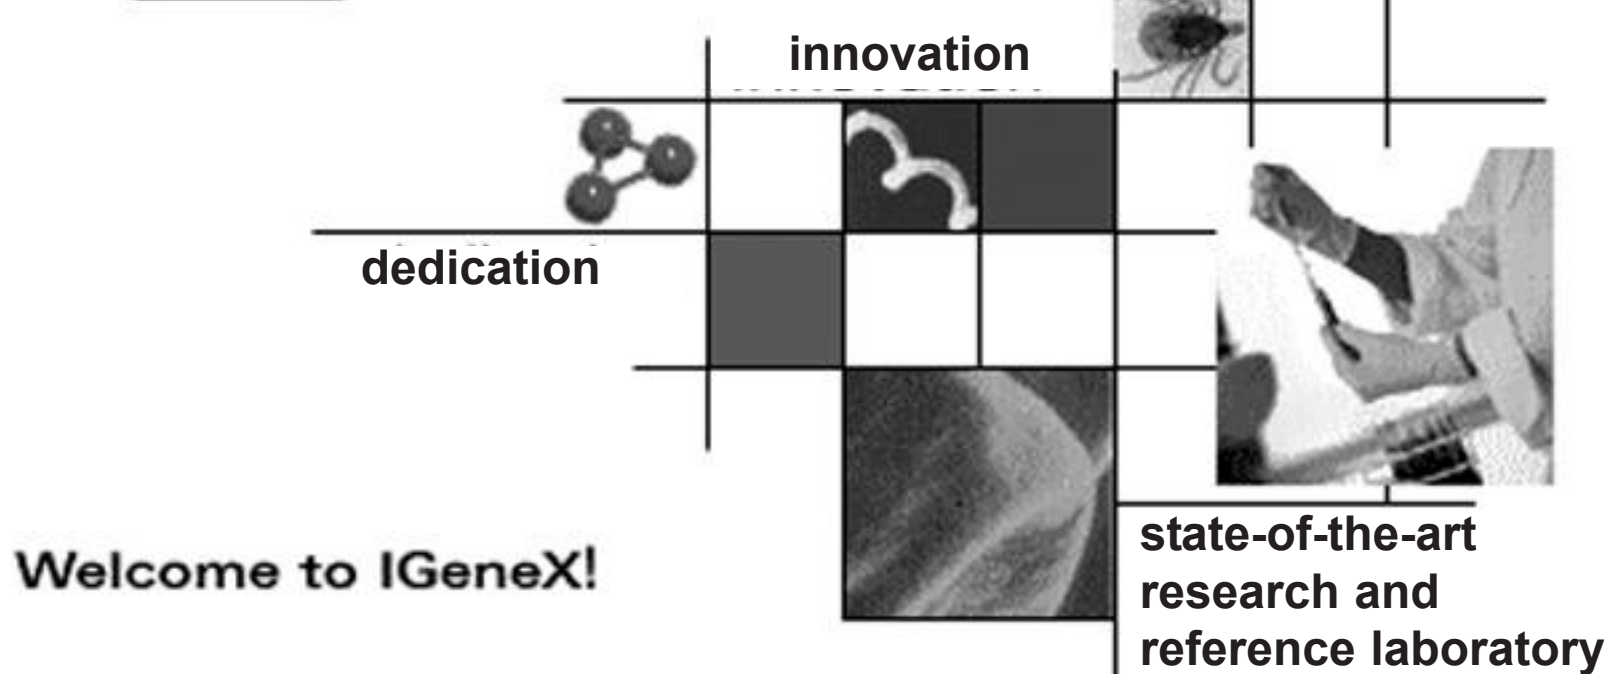 innovation
dedication
Welcome to IGeneX!
state-of-the-art
research and
reference laboratory